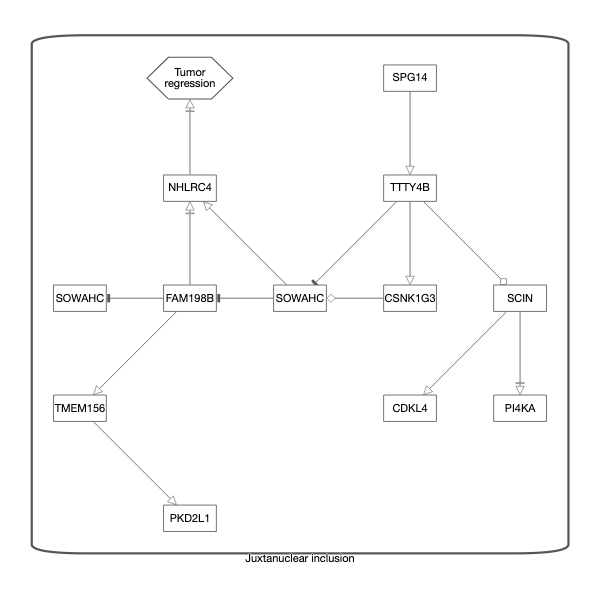 Tumor
regression
SPG14
NHLRC4
TTTY4B
SOWAHC
FAM198B
SOWAHC
CSNK1G3
SCIN
TMEM156
CDKL4
PI4KA
PKD2L1
Juxtanuclear inclusion